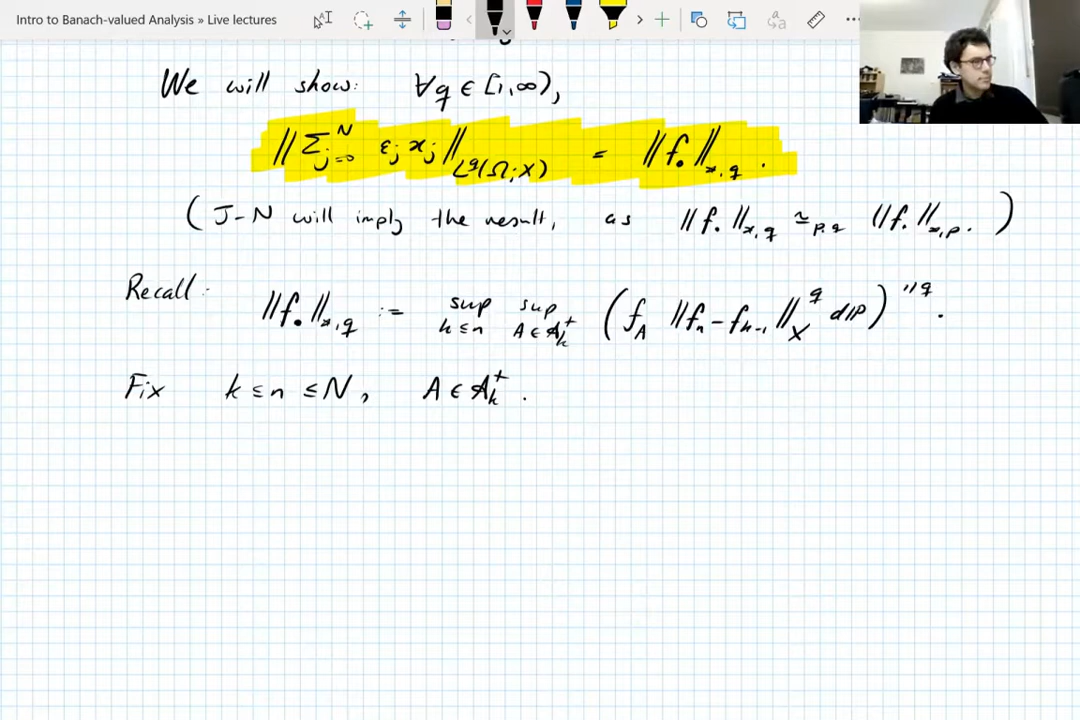 Intro to Banach-valued Analysis » Live lectures
We will show: ∀q ∈ [1,∞),
‖Σ_{j=0}^N ε_j x_j‖_{L^q(Ω;X)} = ‖f.‖_{*,q}.
(J-N will imply the result, as ‖f.‖_{*,q} ≃_{p,q} ‖f.‖_{*,p}.)
Recall: ‖f.‖_{*,q} := sup_{k≤n} sup_{A∈𝒜_k^+} (⨍_A ‖f_n - f_{k-1}‖_X^q dℙ)^{1/q}.
Fix k ≤ n ≤ N, A ∈ 𝒜_k^+.